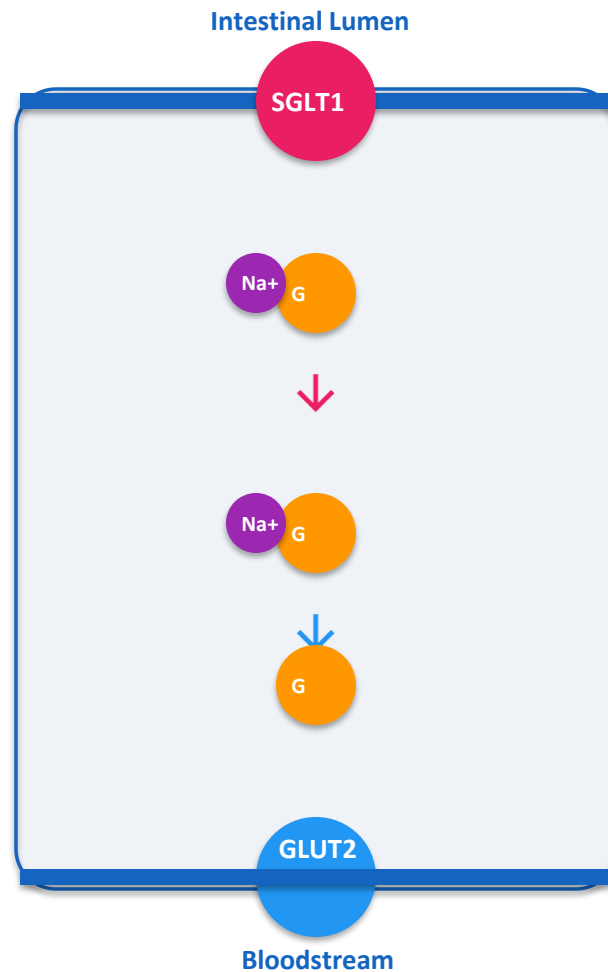 Intestinal Lumen
SGLT1
Na+
G
Na+
G
G
GLUT2
Bloodstream